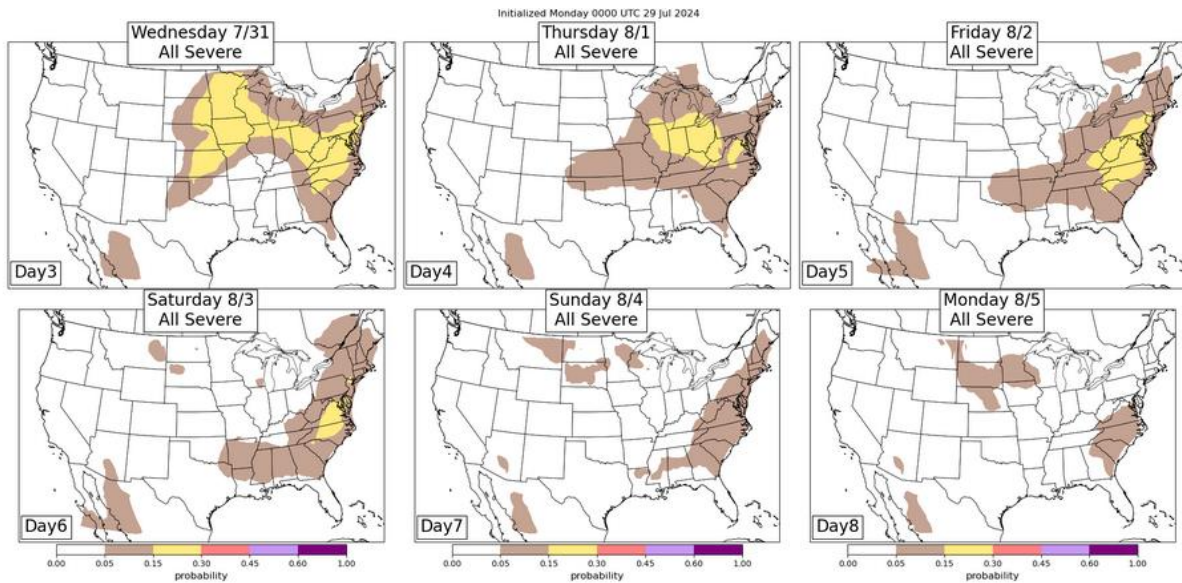 Initialized Monday 0000 UTC 29 Jul 2024
Wednesday 7/31
All Severe
Thursday 8/1
All Severe
Friday 8/2
All Severe
Day3
Day4
Day5
Saturday 8/3
All Severe
Sunday 8/4
All Severe
Monday 8/5
All Severe
Day6
Day7
Day8
0.00 0.05 0.15 0.30 0.45 0.60 1.00
probability
0.00 0.05 0.15 0.30 0.45 0.60 1.00
probability
0.00 0.05 0.15 0.30 0.45 0.60 1.00
probability